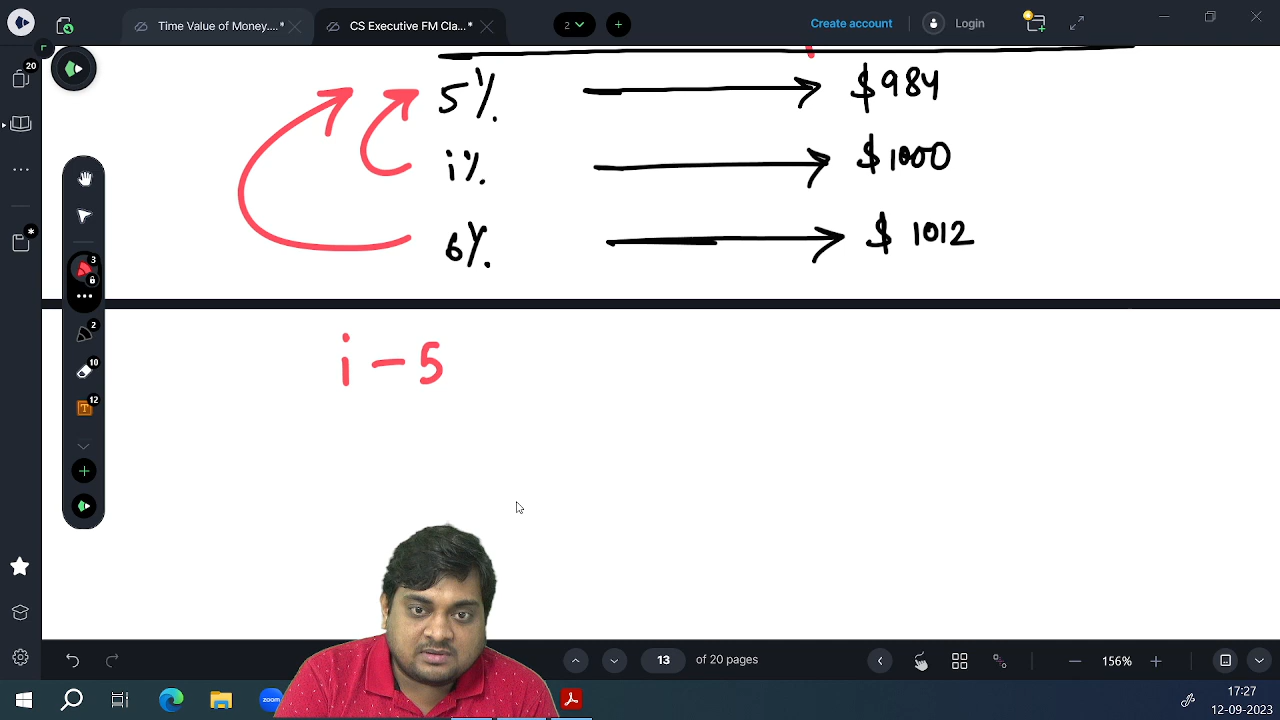 Time Value of Money...*
CS Executive FM Cla...*
2
Create account
Login
20
5% $984
i% $1000
6% $1012
3
2
10
12
T
i - 5
13 of 20 pages
156%
zoom
17:27
12-09-2023